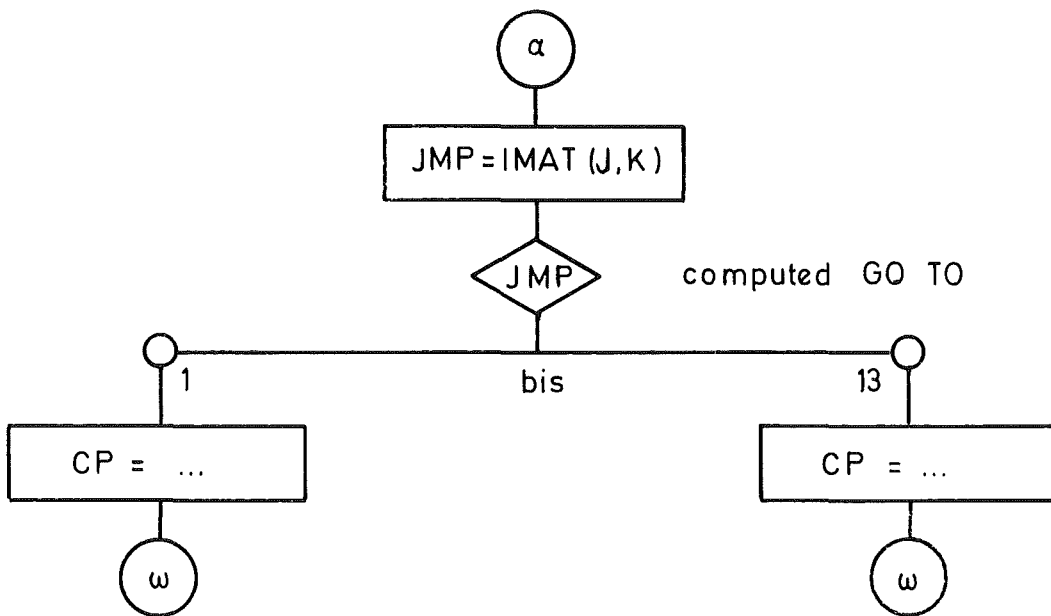 α
JMP = IMAT (J,K)
JMP
computed GO TO
1
bis
13
CP = ...
CP = ...
ω
ω